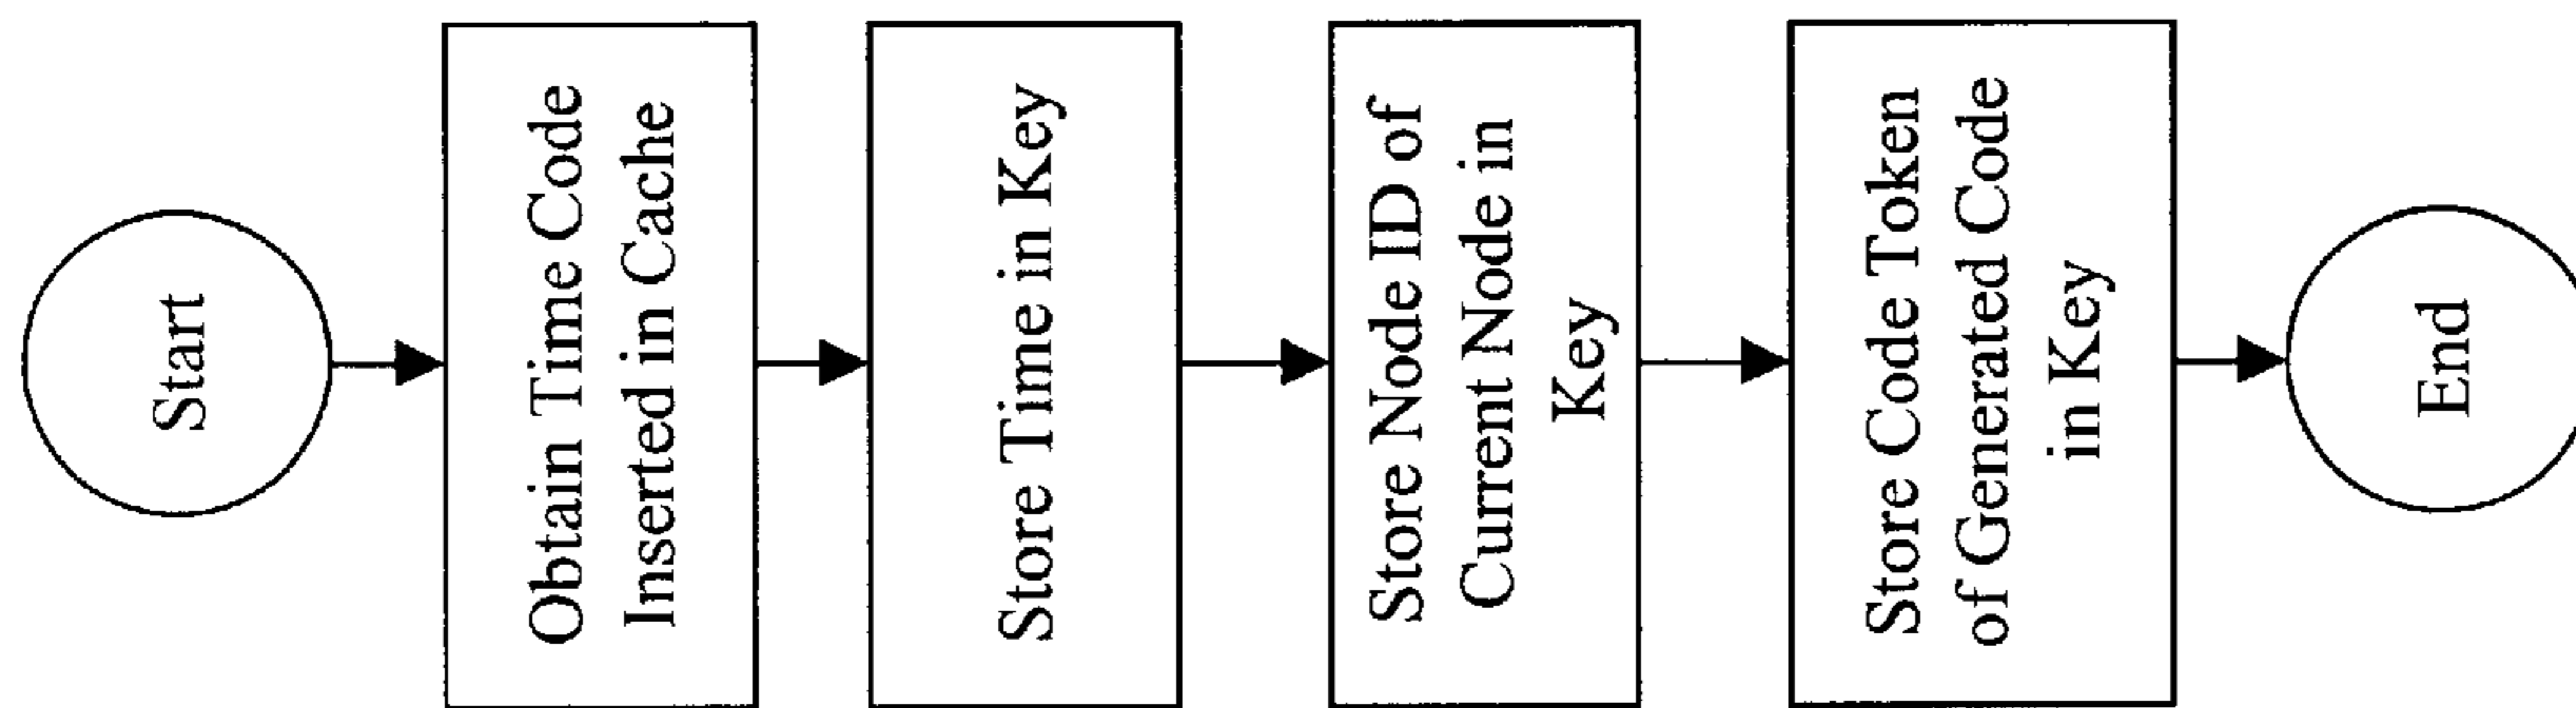 Start
Obtain Time Code
Inserted in Cache
Store Time in Key
Store Node ID of
Current Node in
Key
Store Code Token
of Generated Code
in Key
End